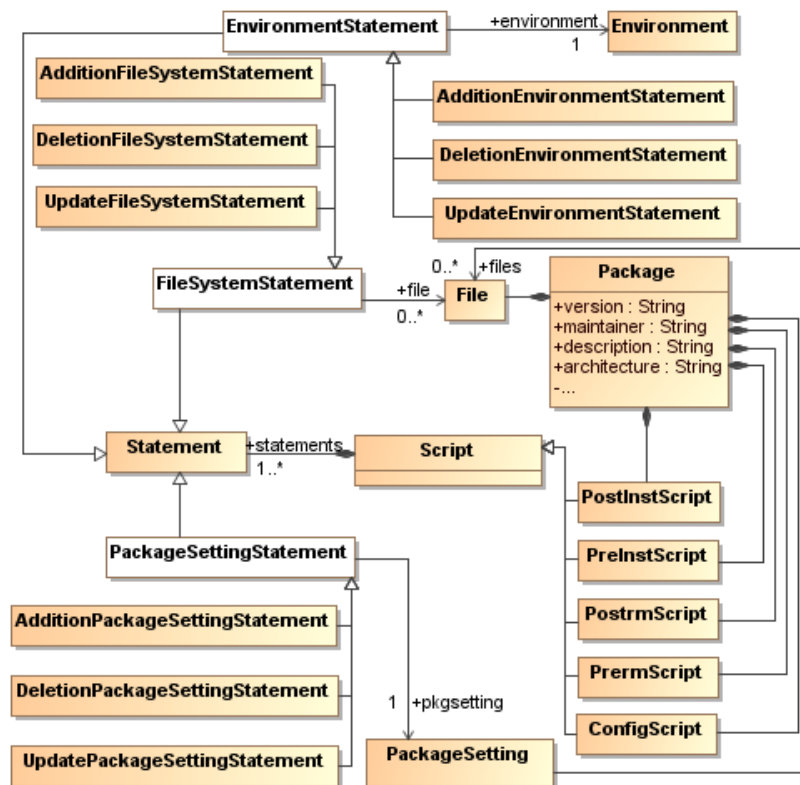 EnvironmentStatement
+environment
1
Environment
AdditionFileSystemStatement
AdditionEnvironmentStatement
DeletionFileSystemStatement
DeletionEnvironmentStatement
UpdateFileSystemStatement
UpdateEnvironmentStatement
FileSystemStatement
+file
0..*
0..*
+files
File
Package
+version : String
+maintainer : String
+description : String
+architecture : String
-...
Statement
+statements
1..*
Script
PostInstScript
PreInstScript
PostrmScript
PrermScript
ConfigScript
PackageSettingStatement
AdditionPackageSettingStatement
DeletionPackageSettingStatement
UpdatePackageSettingStatement
1
+pkgsetting
PackageSetting